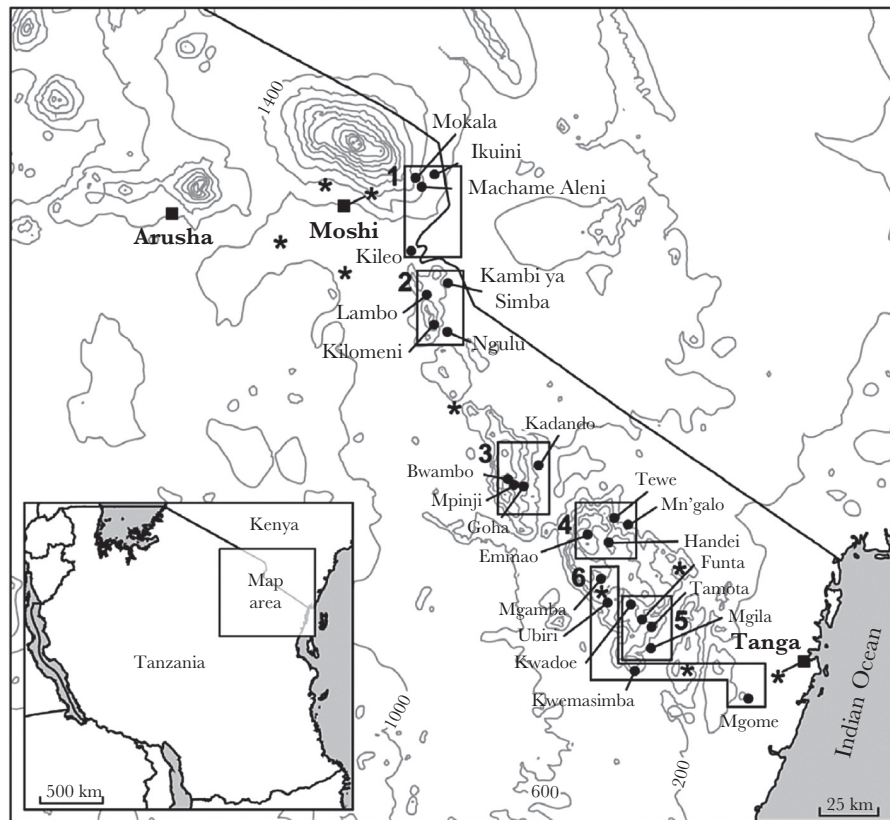 1400
Mokala
Ikuini
1
Machame Aleni
Arusha
Moshi
Kileo
2
Kambi ya
Simba
Lambo
Kilomeni
Ngulu
Kadando
3
Bwambo
Mpinji
Goha
Tewe
4
Mn'galo
Emmao
Handei
6
Funta
Tamota
Mgamba
Ubiri
5
Mgila
Kwadoe
Tanga
Kwemasimba
Mgome
Indian Ocean
Kenya
Map
area
Tanzania
500 km
1000
600
200
25 km